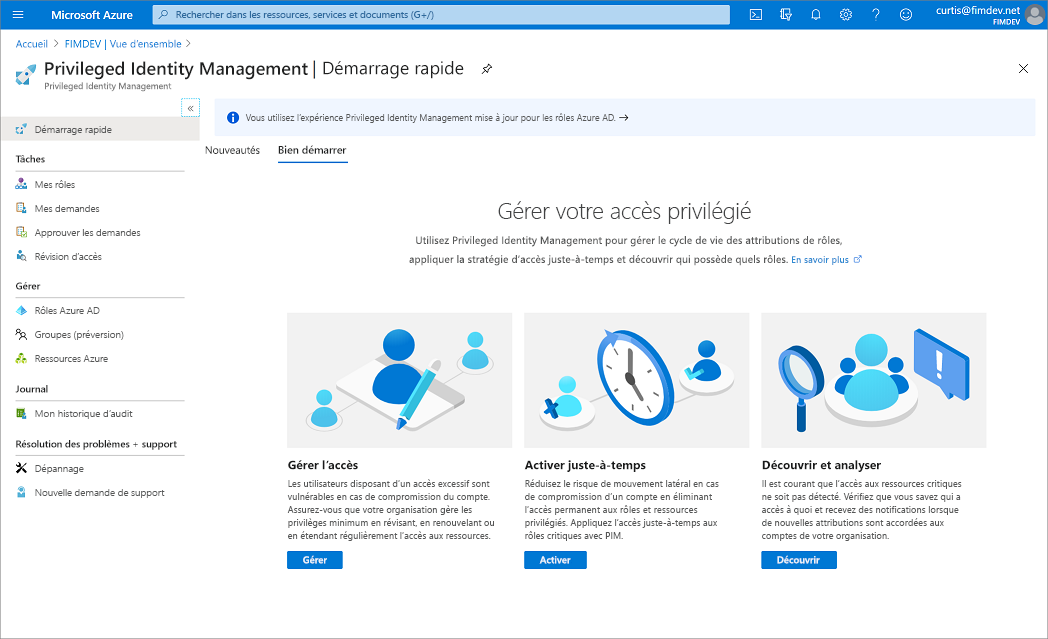 Microsoft Azure
Rechercher dans les ressources, services et documents (G+/)
curtis@fimdev.net
FIMDEV
Accueil > FIMDEV | Vue d'ensemble >
Privileged Identity Management | Démarrage rapide
Privileged Identity Management
«
Démarrage rapide
Tâches
Mes rôles
Mes demandes
Approuver les demandes
Révision d'accès
Gérer
Rôles Azure AD
Groupes (préversion)
Ressources Azure
Journal
Mon historique d'audit
Résolution des problèmes + support
Dépannage
Nouvelle demande de support
Vous utilisez l'expérience Privileged Identity Management mise à jour pour les rôles Azure AD. →
Nouveautés
Bien démarrer
Gérer votre accès privilégié
Utilisez Privileged Identity Management pour gérer le cycle de vie des attributions de rôles,
appliquer la stratégie d'accès juste-à-temps et découvrir qui possède quels rôles. En savoir plus
Gérer l'accès
Les utilisateurs disposant d'un accès excessif sont
vulnérables en cas de compromission du compte.
Assurez-vous que votre organisation gère les
privilèges minimum en révisant, en renouvelant ou
en étendant régulièrement l'accès aux ressources.
Gérer
Activer juste-à-temps
Réduisez le risque de mouvement latéral en cas
de compromission d'un compte en éliminant
l'accès permanent aux rôles et ressources
privilégiés. Appliquez l'accès juste-à-temps aux
rôles critiques avec PIM.
Activer
Découvrir et analyser
Il est courant que l'accès aux ressources critiques
ne soit pas détecté. Vérifiez que vous savez qui a
accès à quoi et recevez des notifications lorsque
de nouvelles attributions sont accordées aux
comptes de votre organisation.
Découvrir